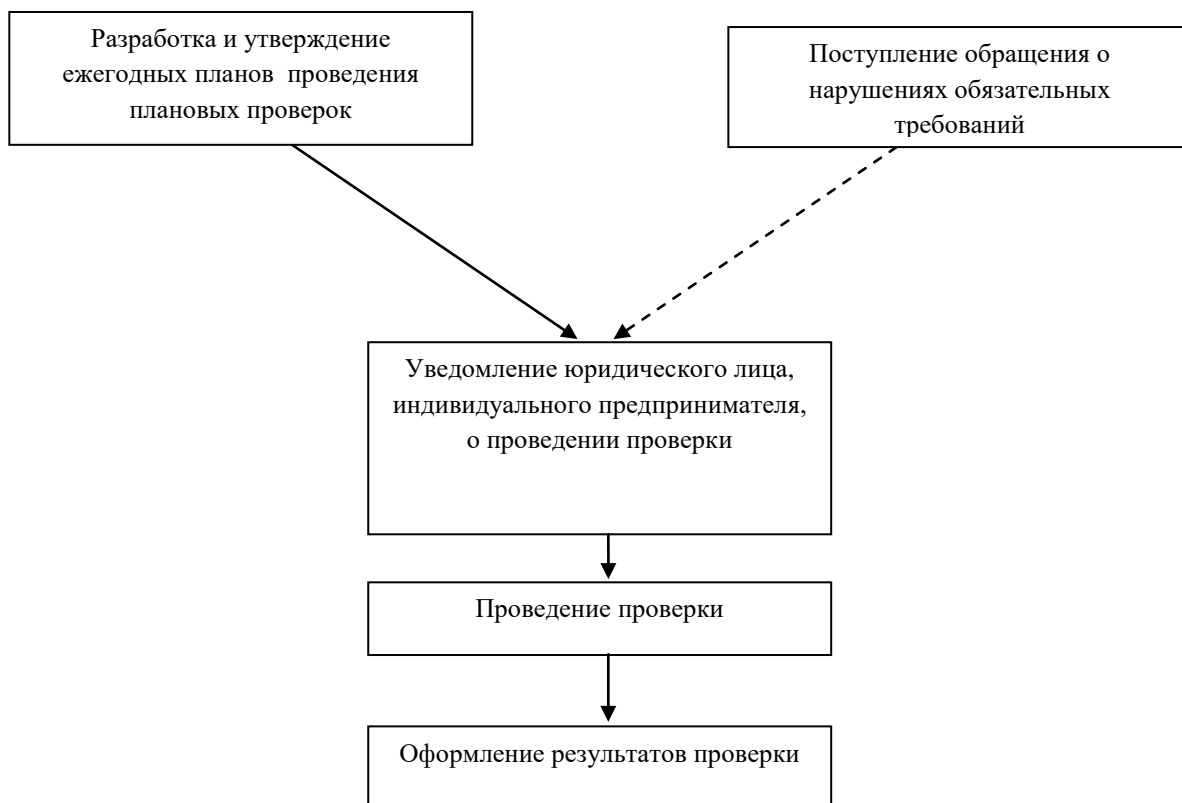 Разработка и утверждение
ежегодных планов  проведения
плановых проверок
Поступление обращения о
нарушениях обязательных
требований
Уведомление юридического лица,
индивидуального предпринимателя,
о проведении проверки
Проведение проверки
Оформление результатов проверки